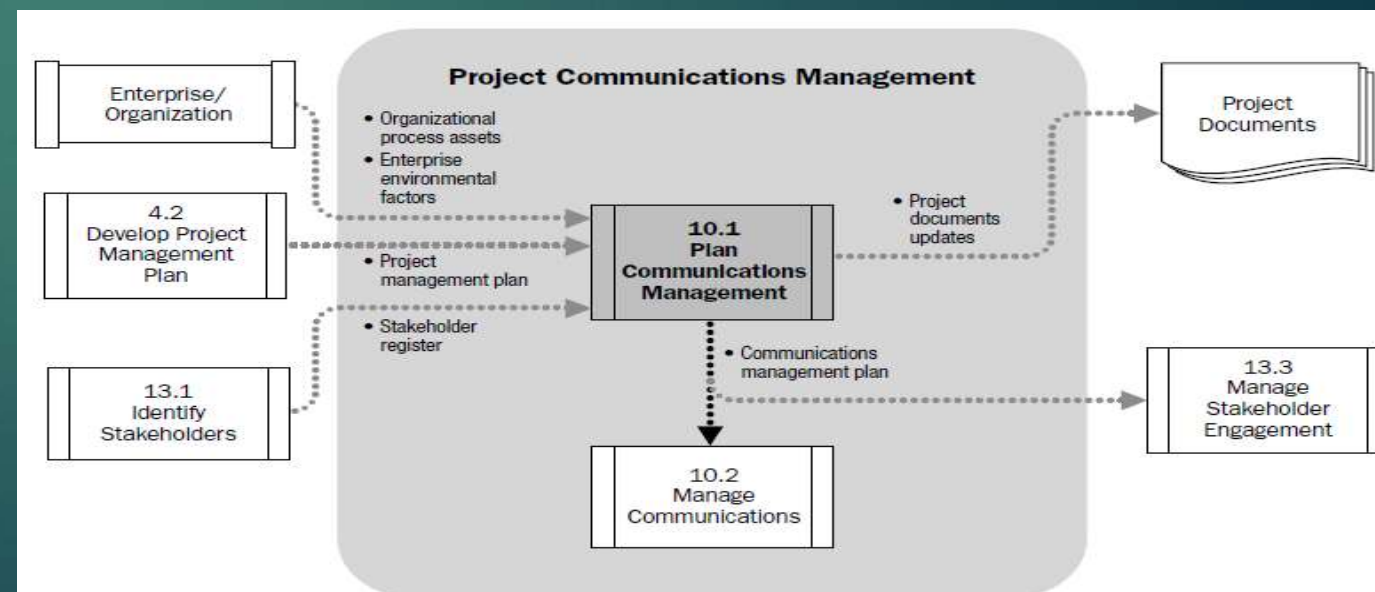 Project Communications Management
Enterprise/
Organization
• Organizational
process assets
• Enterprise
environmental
factors
Project
Documents
4.2
Develop Project
Management
Plan
• Project
management plan
10.1
Plan
Communications
Management
• Project
documents
updates
13.1
Identify
Stakeholders
• Stakeholder
register
• Communications
management plan
13.3
Manage
Stakeholder
Engagement
10.2
Manage
Communications